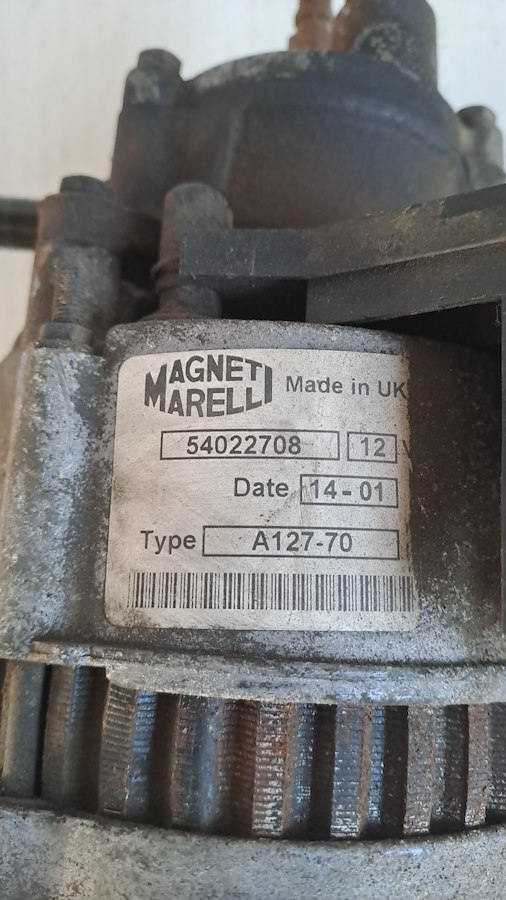 MAGNETI
MARELLI
Made in UK
54022708 12 V
Date 14-01
Type A127-70